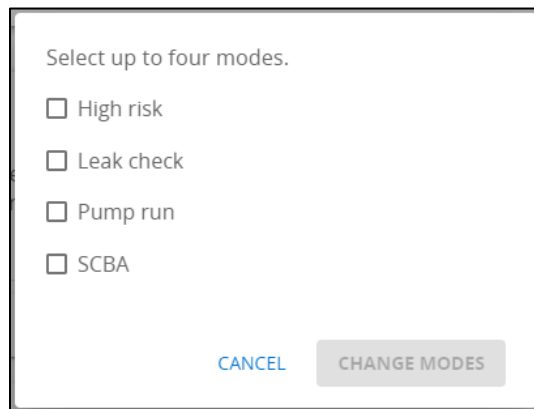 Select up to four modes.
High risk
Leak check
Pump run
SCBA
CANCEL CHANGE MODES